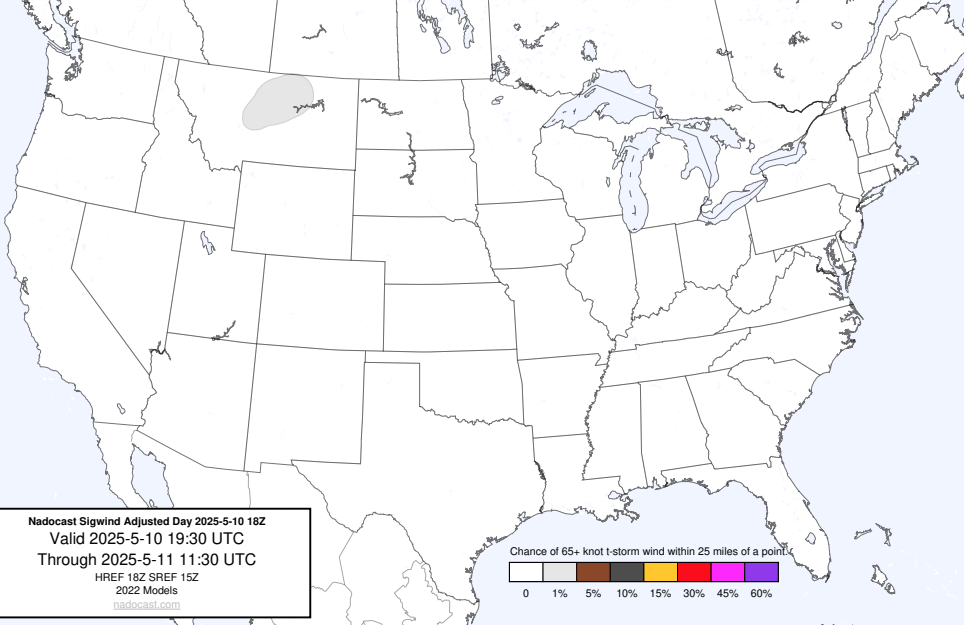 Nadocast Sigwind Adjusted Day 2025-5-10 18Z
Valid 2025-5-10 19:30 UTC
Through 2025-5-11 11:30 UTC
HREF 18Z SREF 15Z
2022 Models
nadocast.com
Chance of 65+ knot t-storm wind within 25 miles of a point.
0 1% 5% 10% 15% 30% 45% 60%